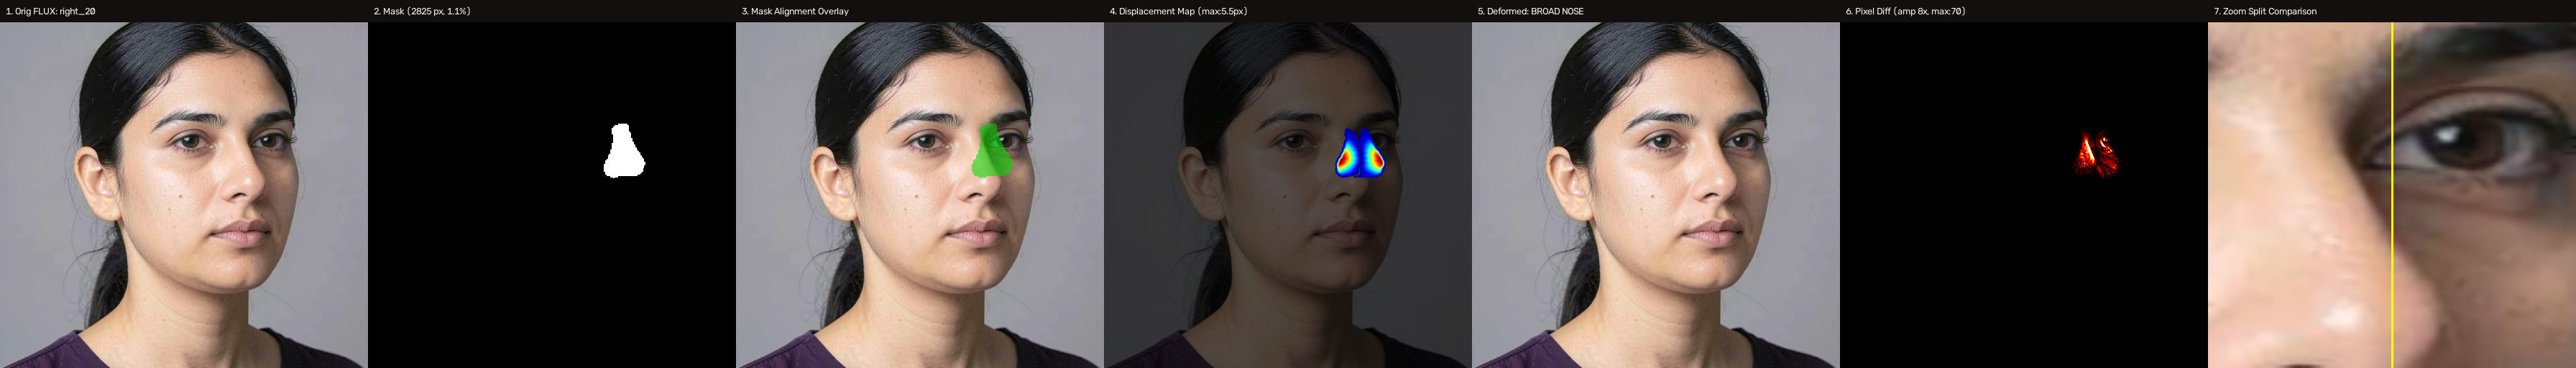 1. Orig FLUX: right_20
2. Mask (2825 px, 1.1%)
3. Mask Alignment Overlay
4. Displacement Map (max:5.5px)
5. Deformed: BROAD NOSE
6. Pixel Diff (amp 8x, max:70)
7. Zoom Split Comparison